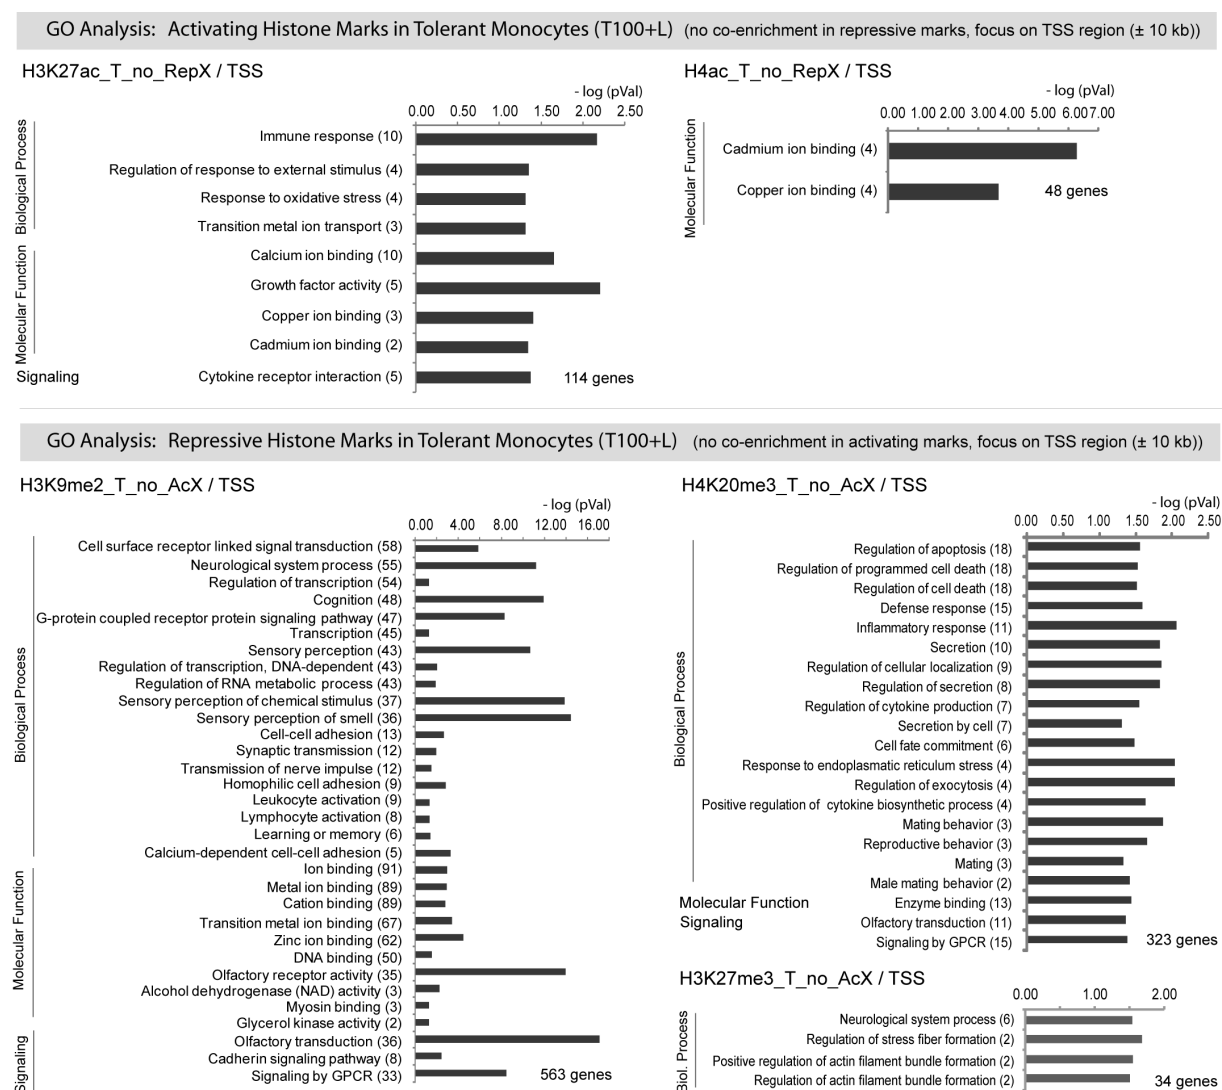 GO Analysis: Activating Histone Marks in Tolerant Monocytes (T100+L) (no co-enrichment in repressive marks, focus on TSS region (± 10 kb))
H3K27ac_T_no_RepX / TSS
- log (pVal)
0.00 0.50 1.00 1.50 2.00 2.50
Biological Process
Immune response (10)
Regulation of response to external stimulus (4)
Response to oxidative stress (4)
Transition metal ion transport (3)
Molecular Function
Calcium ion binding (10)
Growth factor activity (5)
Copper ion binding (3)
Cadmium ion binding (2)
Signaling
Cytokine receptor interaction (5)
114 genes
H4ac_T_no_RepX / TSS
- log (pVal)
0.00 1.00 2.00 3.00 4.00 5.00 6.00 7.00
Molecular Function
Cadmium ion binding (4)
Copper ion binding (4)
48 genes
GO Analysis: Repressive Histone Marks in Tolerant Monocytes (T100+L) (no co-enrichment in activating marks, focus on TSS region (± 10 kb))
H3K9me2_T_no_AcX / TSS
- log (pVal)
0.00 4.00 8.00 12.00 16.00
Biological Process
Cell surface receptor linked signal transduction (58)
Neurological system process (55)
Regulation of transcription (54)
Cognition (48)
G-protein coupled receptor protein signaling pathway (47)
Transcription (45)
Sensory perception (43)
Regulation of transcription, DNA-dependent (43)
Regulation of RNA metabolic process (43)
Sensory perception of chemical stimulus (37)
Sensory perception of smell (36)
Cell-cell adhesion (13)
Synaptic transmission (12)
Transmission of nerve impulse (12)
Homophilic cell adhesion (9)
Leukocyte activation (9)
Lymphocyte activation (8)
Learning or memory (6)
Calcium-dependent cell-cell adhesion (5)
Molecular Function
Ion binding (91)
Metal ion binding (89)
Cation binding (89)
Transition metal ion binding (67)
Zinc ion binding (62)
DNA binding (50)
Olfactory receptor activity (35)
Alcohol dehydrogenase (NAD) activity (3)
Myosin binding (3)
Glycerol kinase activity (2)
Signaling
Olfactory transduction (36)
Cadherin signaling pathway (8)
Signaling by GPCR (33)
563 genes
H4K20me3_T_no_AcX / TSS
- log (pVal)
0.00 0.50 1.00 1.50 2.00 2.50
Biological Process
Regulation of apoptosis (18)
Regulation of programmed cell death (18)
Regulation of cell death (18)
Defense response (15)
Inflammatory response (11)
Secretion (10)
Regulation of cellular localization (9)
Regulation of secretion (8)
Regulation of cytokine production (7)
Secretion by cell (7)
Cell fate commitment (6)
Response to endoplasmatic reticulum stress (4)
Regulation of exocytosis (4)
Positive regulation of cytokine biosynthetic process (4)
Mating behavior (3)
Reproductive behavior (3)
Mating (3)
Male mating behavior (2)
Molecular Function
Enzyme binding (13)
Signaling
Olfactory transduction (11)
Signaling by GPCR (15)
323 genes
H3K27me3_T_no_AcX / TSS
0.00 1.00 2.00
Biol. Process
Neurological system process (6)
Regulation of stress fiber formation (2)
Positive regulation of actin filament bundle formation (2)
Regulation of actin filament bundle formation (2)
34 genes